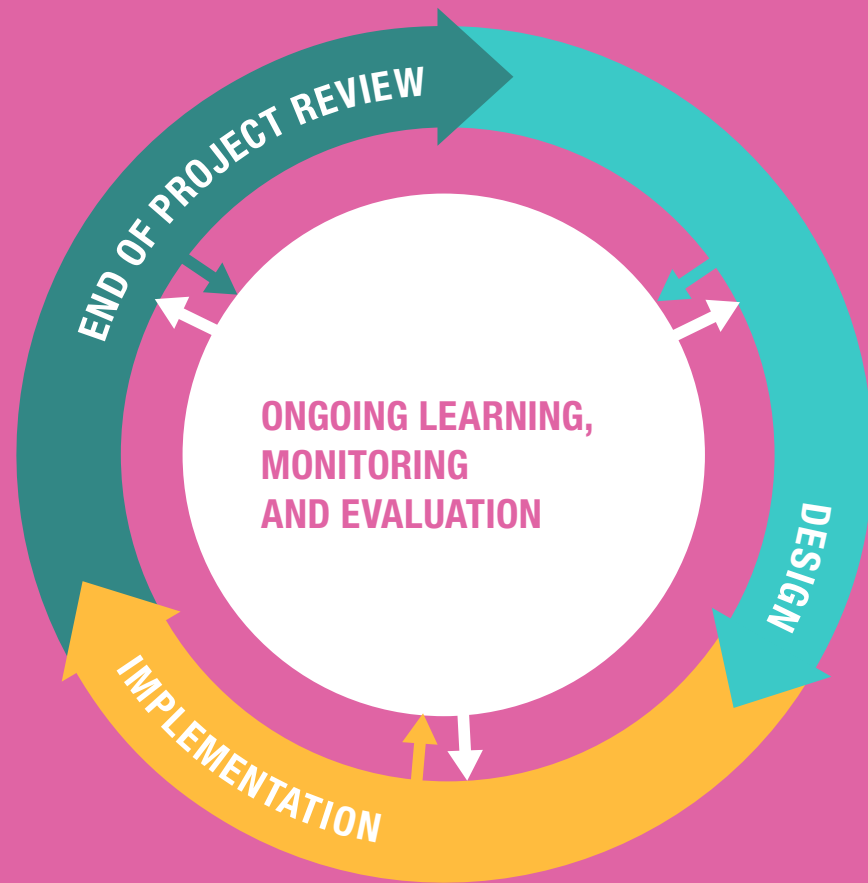 END OF PROJECT REVIEW
ONGOING LEARNING,
MONITORING
AND EVALUATION
DESIGN
IMPLEMENTATION